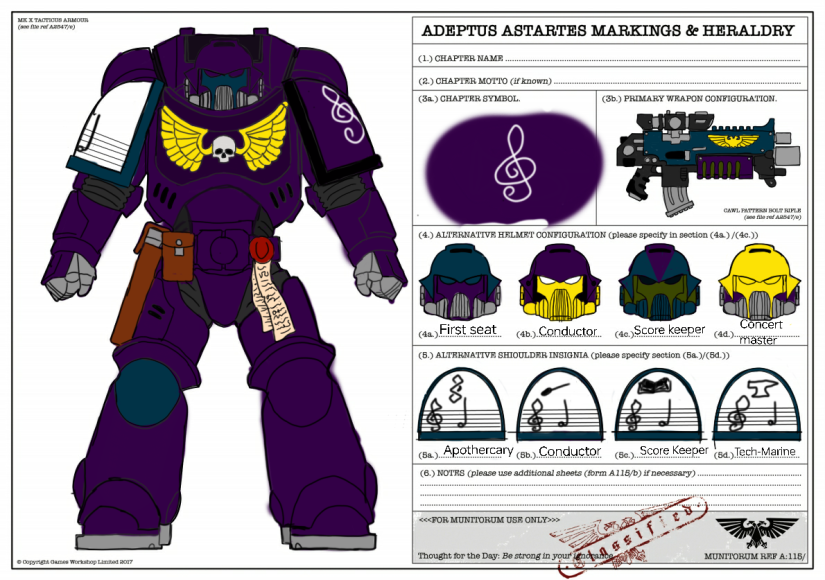 MK X TACTICUS ARMOUR
(see fits ref A2547/e)
ADEPTUS ASTARTES MARKINGS & HERALDRY
(1.) CHAPTER NAME
(2.) CHAPTER MOTTO (if known)
(3a.) CHAPTER SYMBOL.
(3b.) PRIMARY WEAPON CONFIGURATION.
CAWL PATTERN BOLT RIFLE
(see fits ref A2547/e)
(4.) ALTERNATIVE HELMET CONFIGURATION (please specify in section (4a.)/(4c.))
(4a.) First seat
(4b.) Conductor
(4c.) Score keeper
(4d.) Concert
master
(5.) ALTERNATIVE SHIOULDER INSIGNIA (please specify section (5a.)/(5d.))
(5a.) Apothercary
(5b.) Conductor
(5c.) Score Keeper
(5d.) Tech-Marine
(6.) NOTES (please use additional sheets (form A115/b) if necessary)
<<<FOR MUNITORUM USE ONLY>>>
Classified
Thought for the Day: Be strong in your ignorance.
MUNITORUM REF A:115/
© Copyright Games Workshop Limited 2017